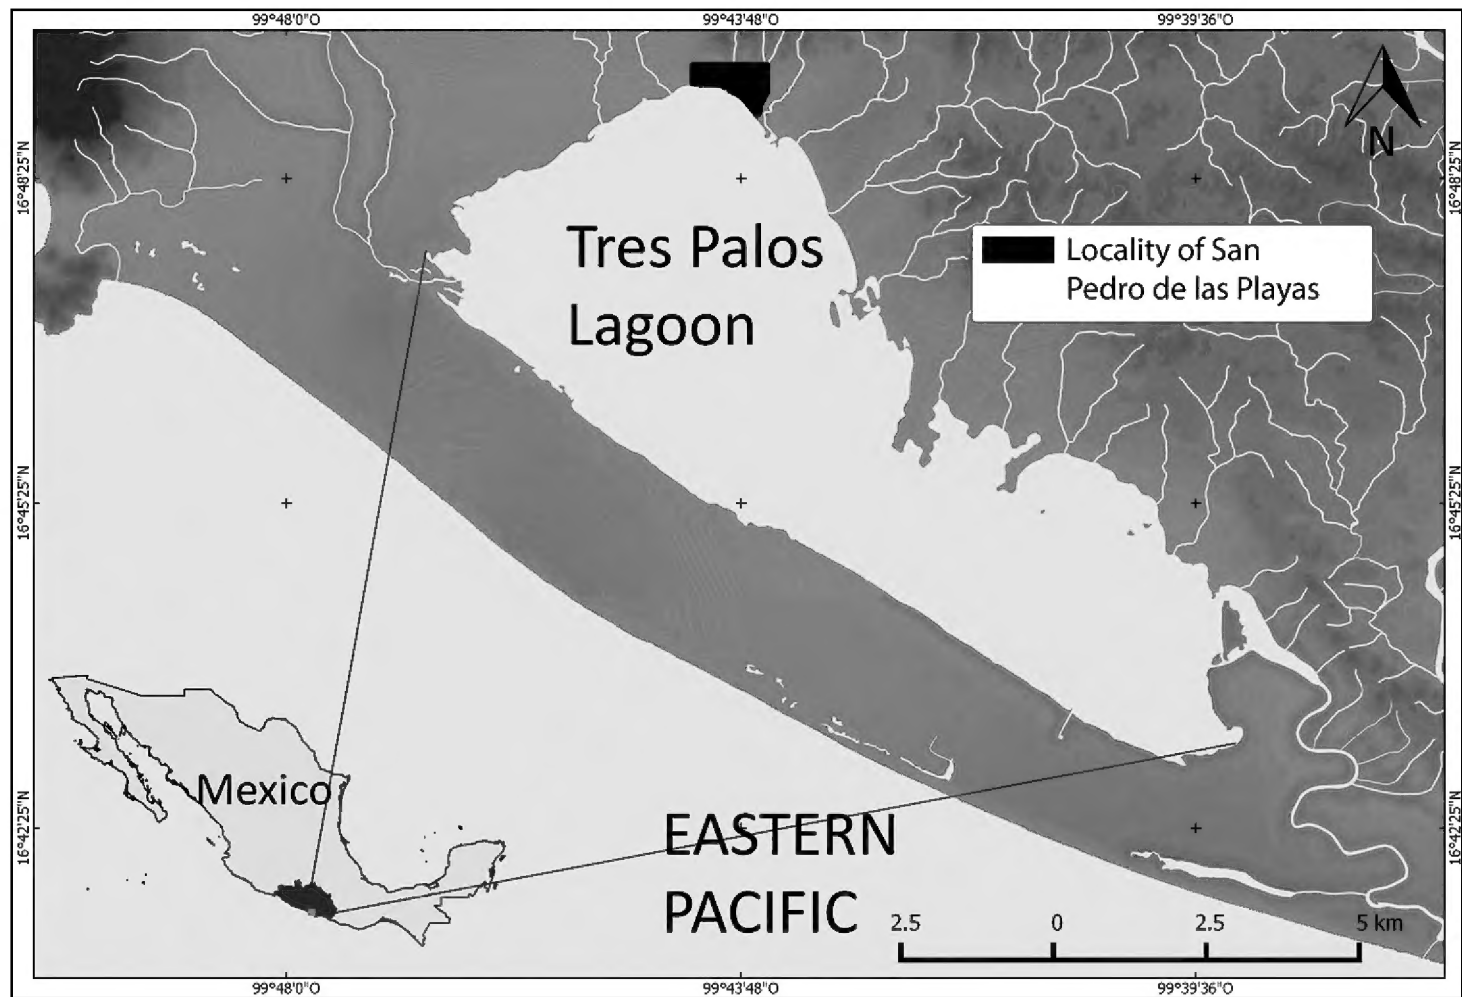 99°48'0"O
99°43'48"O
99°39'36"O
16°48'25"N
16°48'25"N
N
Tres Palos
Lagoon
Locality of San
Pedro de las Playas
16°45'25"N
16°45'25"N
Mexico
16°42'25"N
16°42'25"N
EASTERN
PACIFIC
2.5 0 2.5 5 km
99°48'0"O
99°43'48"O
99°39'36"O